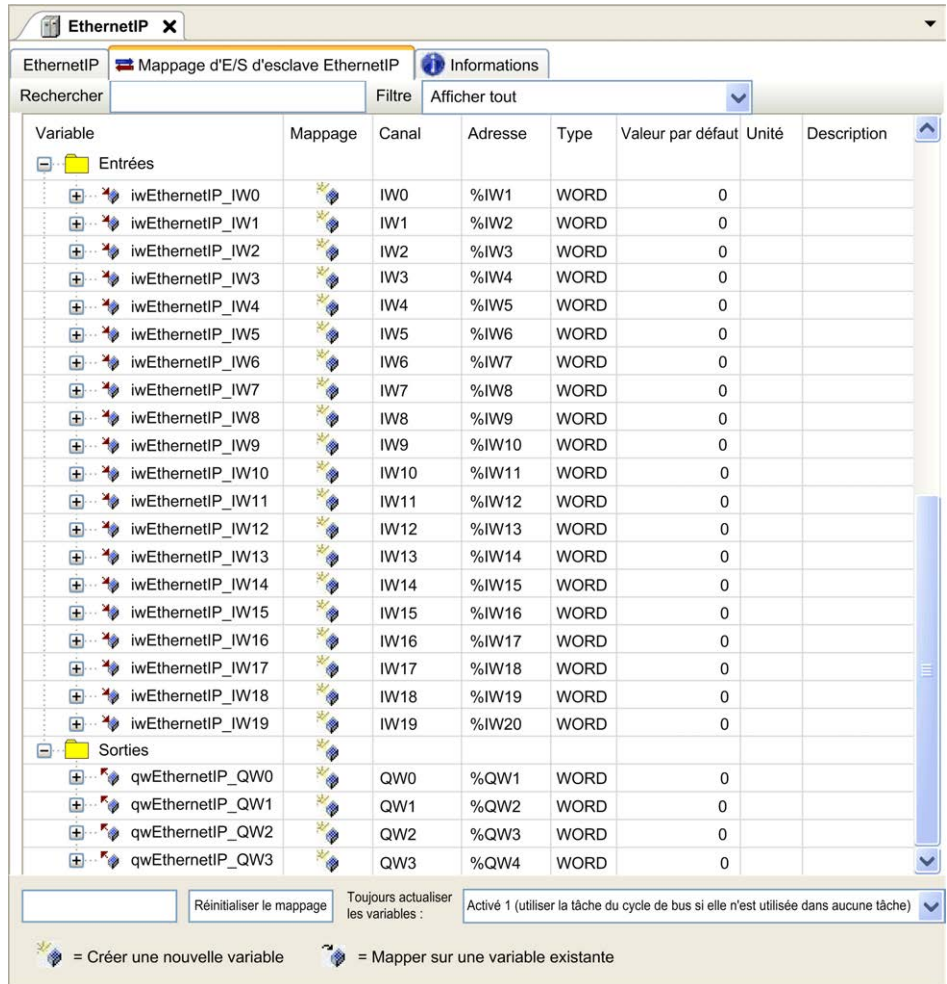 EthernetIP
EthernetIP Mappage d'E/S d'esclave EthernetIP Informations
Rechercher Filtre Afficher tout
Variable Mappage Canal Adresse Type Valeur par défaut Unité Description
Entrées
iwEthernetIP_IW0 IW0 %IW1 WORD 0
iwEthernetIP_IW1 IW1 %IW2 WORD 0
iwEthernetIP_IW2 IW2 %IW3 WORD 0
iwEthernetIP_IW3 IW3 %IW4 WORD 0
iwEthernetIP_IW4 IW4 %IW5 WORD 0
iwEthernetIP_IW5 IW5 %IW6 WORD 0
iwEthernetIP_IW6 IW6 %IW7 WORD 0
iwEthernetIP_IW7 IW7 %IW8 WORD 0
iwEthernetIP_IW8 IW8 %IW9 WORD 0
iwEthernetIP_IW9 IW9 %IW10 WORD 0
iwEthernetIP_IW10 IW10 %IW11 WORD 0
iwEthernetIP_IW11 IW11 %IW12 WORD 0
iwEthernetIP_IW12 IW12 %IW13 WORD 0
iwEthernetIP_IW13 IW13 %IW14 WORD 0
iwEthernetIP_IW14 IW14 %IW15 WORD 0
iwEthernetIP_IW15 IW15 %IW16 WORD 0
iwEthernetIP_IW16 IW16 %IW17 WORD 0
iwEthernetIP_IW17 IW17 %IW18 WORD 0
iwEthernetIP_IW18 IW18 %IW19 WORD 0
iwEthernetIP_IW19 IW19 %IW20 WORD 0
Sorties
qwEthernetIP_QW0 QW0 %QW1 WORD 0
qwEthernetIP_QW1 QW1 %QW2 WORD 0
qwEthernetIP_QW2 QW2 %QW3 WORD 0
qwEthernetIP_QW3 QW3 %QW4 WORD 0
Réinitialiser le mappage
Toujours actualiser
les variables :
Activé 1 (utiliser la tâche du cycle de bus si elle n'est utilisée dans aucune tâche)
= Créer une nouvelle variable = Mapper sur une variable existante